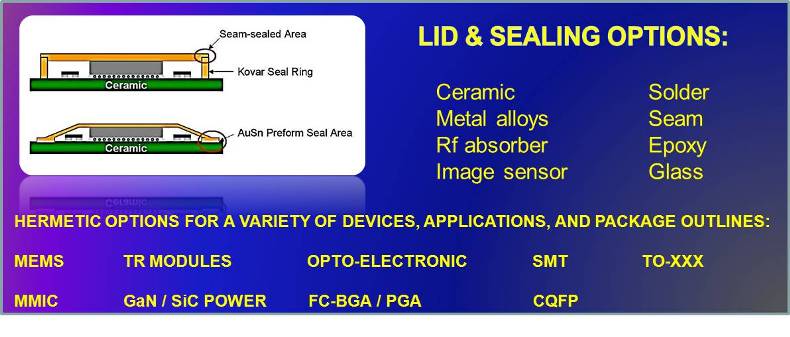 Seam-sealed Area
Kovar Seal Ring
Ceramic
AuSn Preform Seal Area
Ceramic
LID & SEALING OPTIONS:
Ceramic Solder
Metal alloys Seam
Rf absorber Epoxy
Image sensor Glass
HERMETIC OPTIONS FOR A VARIETY OF DEVICES, APPLICATIONS, AND PACKAGE OUTLINES:
MEMS TR MODULES OPTO-ELECTRONIC SMT TO-XXX
MMIC GaN / SiC POWER FC-BGA / PGA CQFP